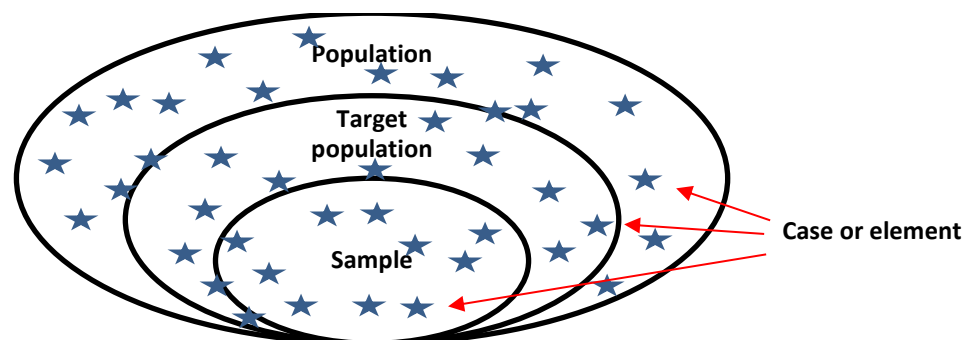 Population
Target
population
Case or element
Sample